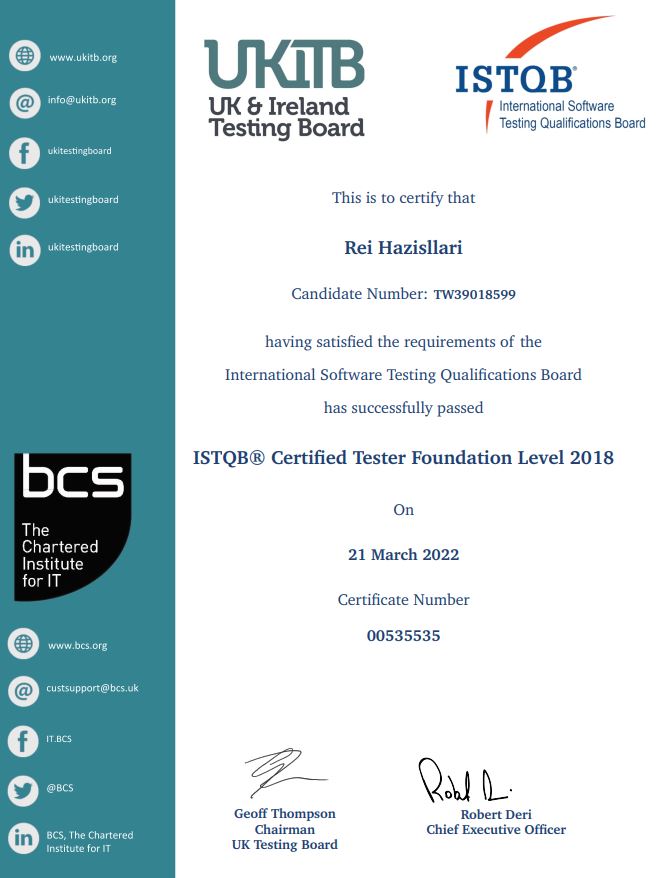 www.ukitb.org
info@ukitb.org
ukitestingboard
ukitestingboard
ukitestingboard
UKiTB
UK & Ireland
Testing Board
ISTQB®
International Software
Testing Qualifications Board
This is to certify that
Rei Hazisllari
Candidate Number: TW39018599
having satisfied the requirements of the
International Software Testing Qualifications Board
has successfully passed
ISTQB® Certified Tester Foundation Level 2018
On
21 March 2022
Certificate Number
00535535
bcs
The
Chartered
Institute
for IT
www.bcs.org
custsupport@bcs.uk
IT.BCS
@BCS
BCS, The Chartered
Institute for IT
Geoff Thompson
Chairman
UK Testing Board
Robert Deri
Chief Executive Officer